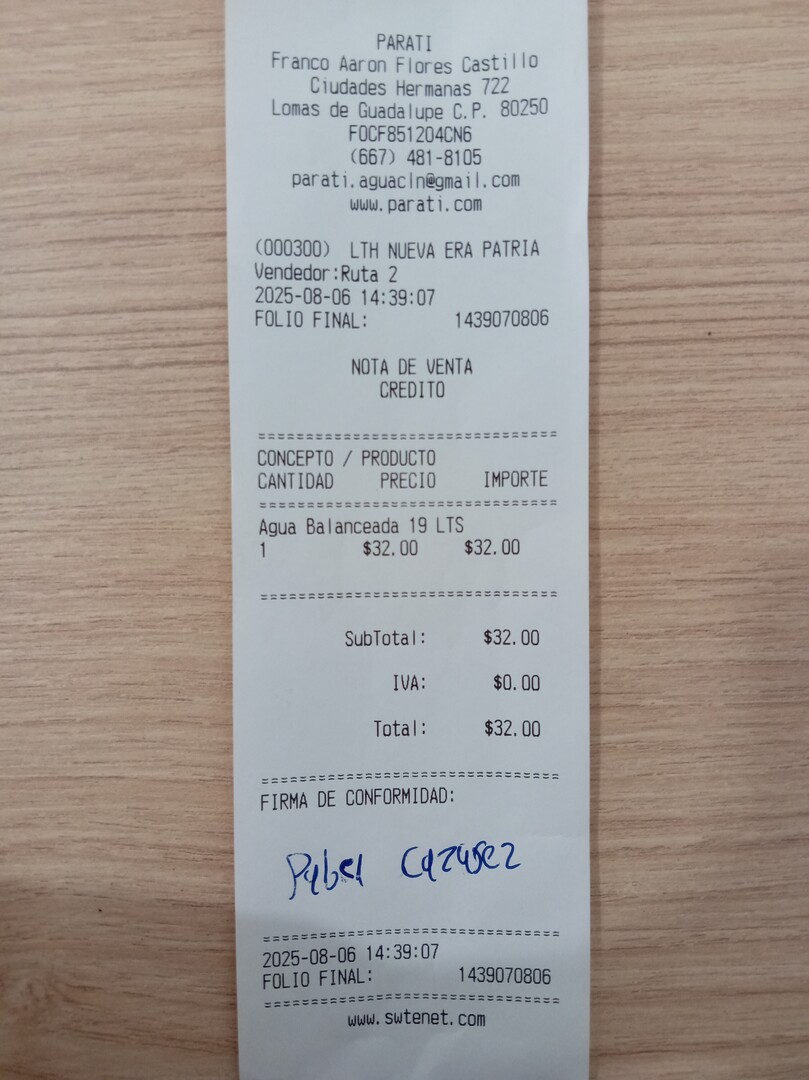 PARATI
Franco Aaron Flores Castillo
Ciudades Hermanas 722
Lomas de Guadalupe C.P. 80250
FOCF851204CN6
(667) 481-8105
parati.aguacln@gmail.com
www.parati.com
(000300) LTH NUEVA ERA PATRIA
Vendedor:Ruta 2
2025-08-06 14:39:07
FOLIO FINAL: 1439070806
NOTA DE VENTA
CREDITO
================================
CONCEPTO / PRODUCTO
CANTIDAD PRECIO IMPORTE
================================
Agua Balanceada 19 LTS
1 $32.00 $32.00
================================
SubTotal: $32.00
IVA: $0.00
Total: $32.00
================================
FIRMA DE CONFORMIDAD:
================================
2025-08-06 14:39:07
FOLIO FINAL: 1439070806
================================
www.swtenet.com